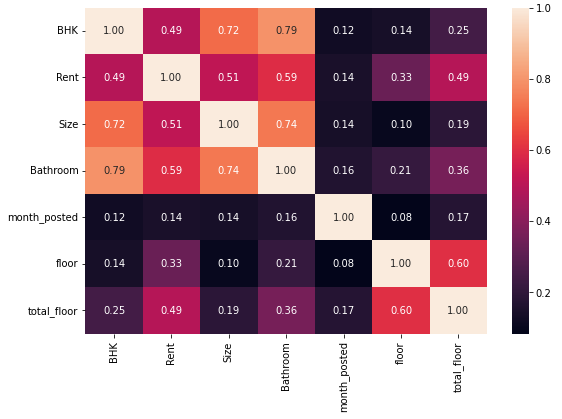 BHK 1.00 0.49 0.72 0.79 0.12 0.14 0.25
Rent 0.49 1.00 0.51 0.59 0.14 0.33 0.49
Size 0.72 0.51 1.00 0.74 0.14 0.10 0.19
Bathroom 0.79 0.59 0.74 1.00 0.16 0.21 0.36
month_posted 0.12 0.14 0.14 0.16 1.00 0.08 0.17
floor 0.14 0.33 0.10 0.21 0.08 1.00 0.60
total_floor 0.25 0.49 0.19 0.36 0.17 0.60 1.00
BHK
Rent
Size
Bathroom
month_posted
floor
total_floor
1.0
0.8
0.6
0.4
0.2